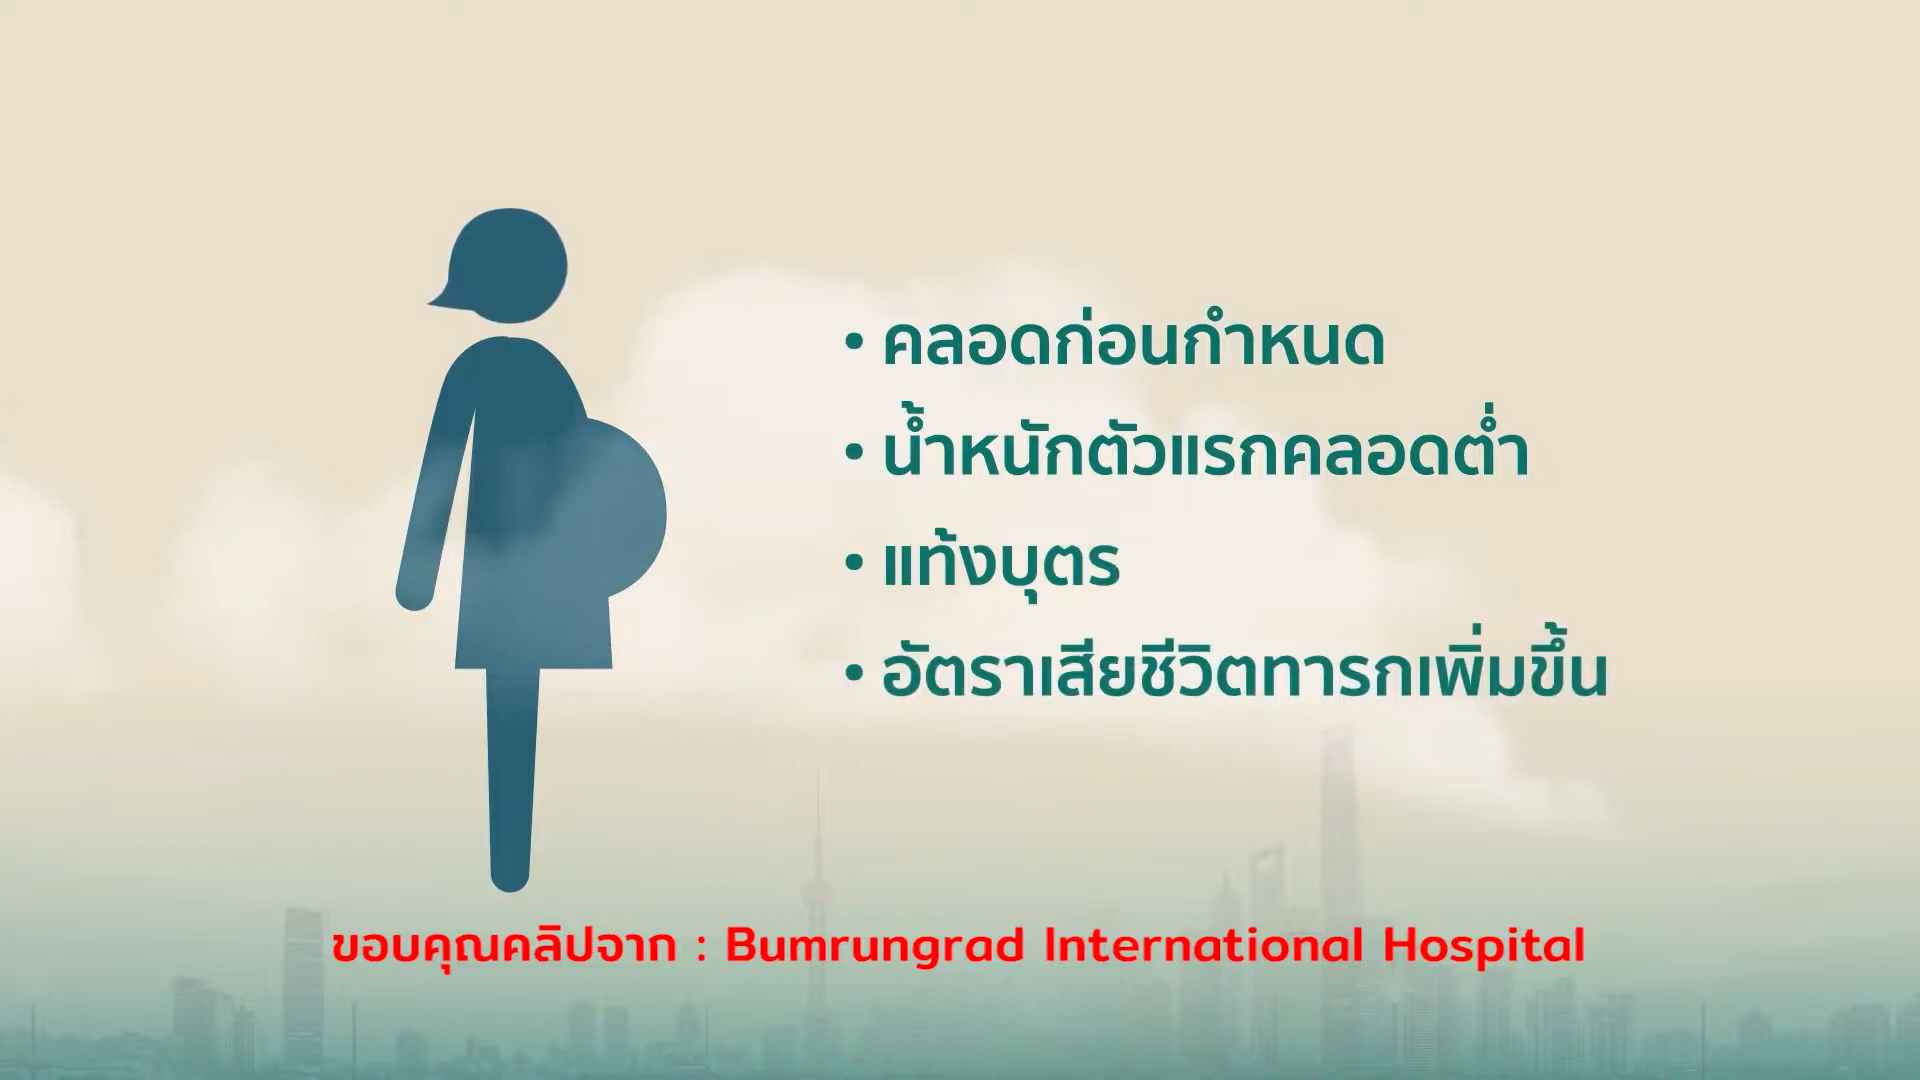 • คลอดก่อนกำหนด
• น้ำหนักตัวแรกคลอดต่ำ
• แท้งบุตร
• อัตราเสียชีวิตทารกเพิ่มขึ้น
ขอบคุณคลิปจาก : Bumrungrad International Hospital